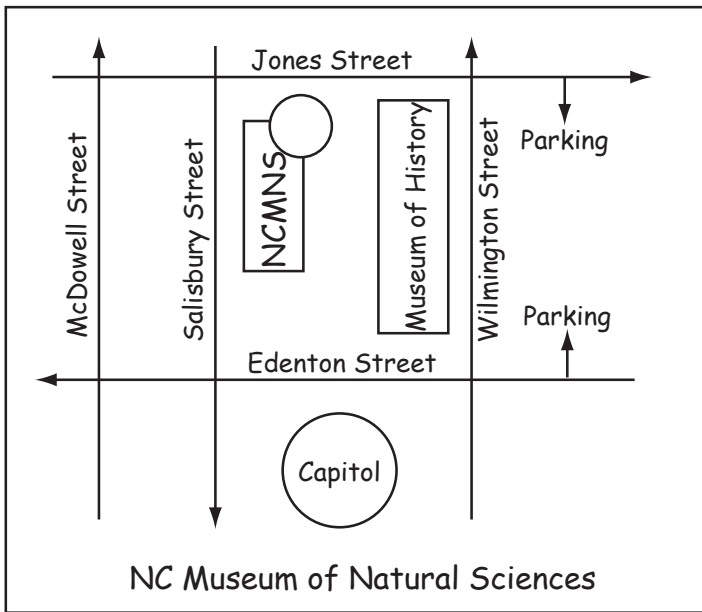 Jones Street
McDowell Street
Salisbury Street
NCMNS
Museum of History
Wilmington Street
Parking
Parking
Edenton Street
Capitol
NC Museum of Natural Sciences